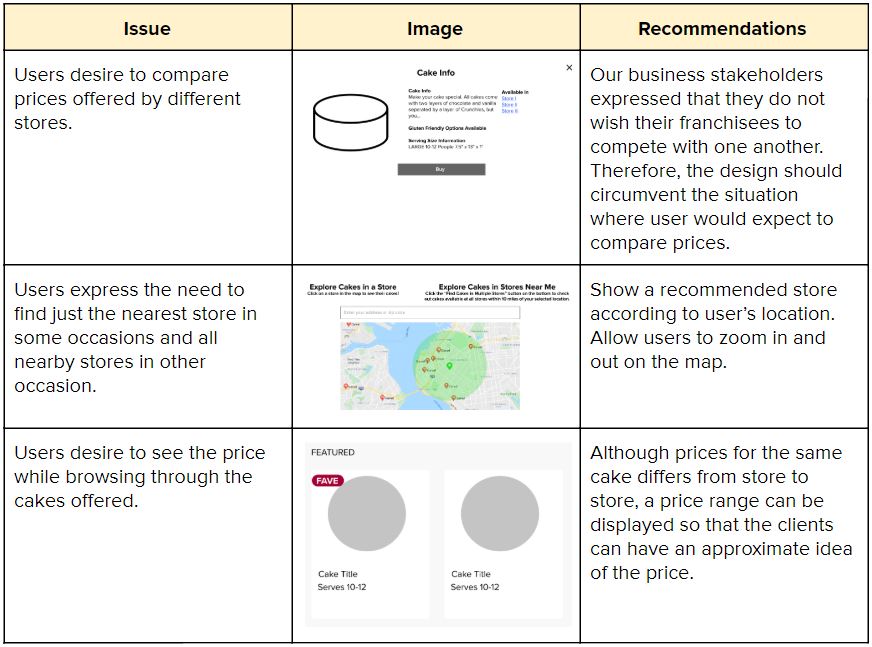 Issue
Image
Recommendations
Users desire to compare
prices offered by different
stores.
Cake Info
Cake Info
Make your cake special. All cakes come
with two layers of chocolate and vanilla
seperated by a layer of Crunchies, but
you...
Gluten Friendly Options Available
Serving Size Information
LARGE 10-12 People 7.5" x 7.5" x 1"
Available in
Store I
Store II
Store III
Buy
Our business stakeholders
expressed that they do not
wish their franchisees to
compete with one another.
Therefore, the design should
circumvent the situation
where user would expect to
compare prices.
Users express the need to
find just the nearest store in
some occasions and all
nearby stores in other
occasion.
Explore Cakes in a Store
Click on a store in the map to see their cakes!
Explore Cakes in Stores Near Me
Click the "Find Cakes in Multiple Stores" button on the bottom to check
out cakes available at all stores within 10 miles of your selected location
Enter your address or zip code
Show a recommended store
according to user's location.
Allow users to zoom in and
out on the map.
Users desire to see the price
while browsing through the
cakes offered.
FEATURED
FAVE
Cake Title
Serves 10-12
Cake Title
Serves 10-12
Although prices for the same
cake differs from store to
store, a price range can be
displayed so that the clients
can have an approximate idea
of the price.